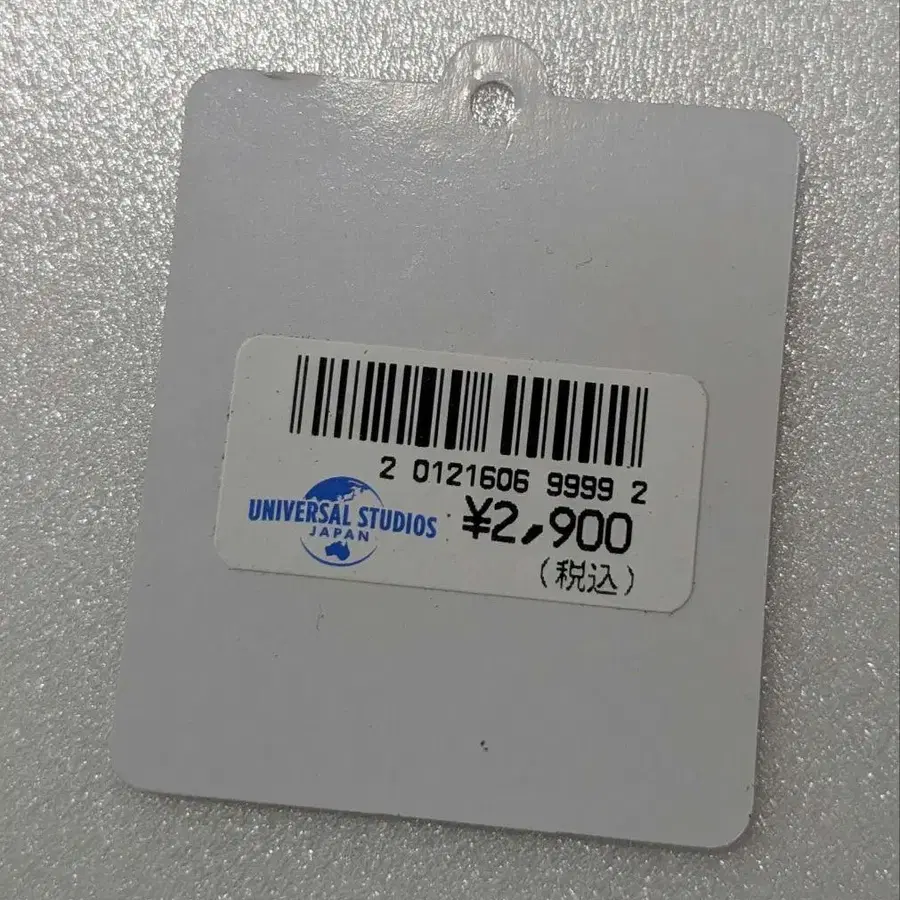 2 0121606 9999 2
UNIVERSAL STUDIOS
JAPAN
¥2,900
(税込)